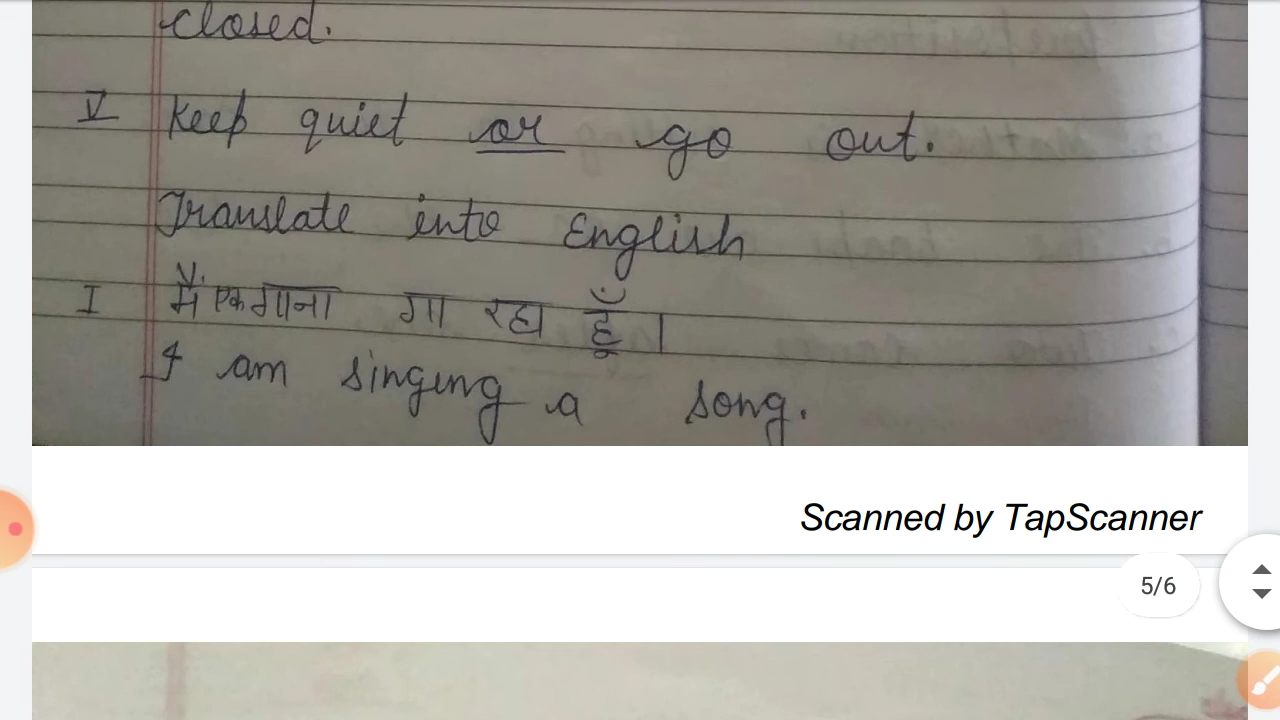 closed.
V Keep quiet or go out.
Translate into English
I मैं एक गाना गा रहा हूँ।
I am singing a song.
Scanned by TapScanner
5/6